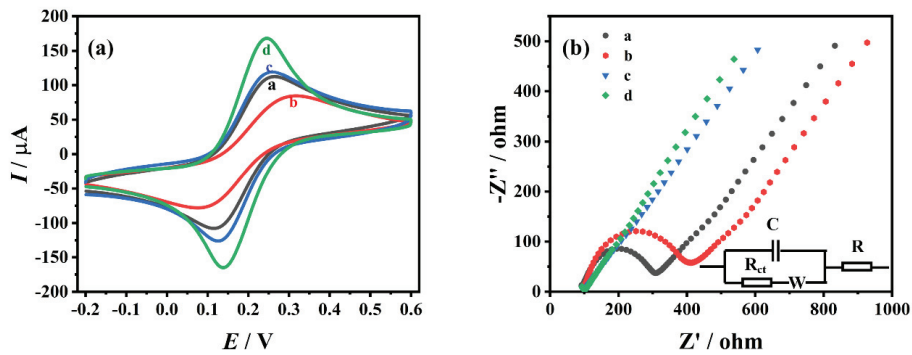 (a)
d
c
a
b
200
150
100
50
0
-50
-100
-150
-200
I / μA
-0.2 -0.1 0.0 0.1 0.2 0.3 0.4 0.5 0.6
E / V
(b)
a
b
c
d
500
400
300
200
100
0
-Z'' / ohm
C
R
Rct
W
0 200 400 600 800 1000
Z' / ohm